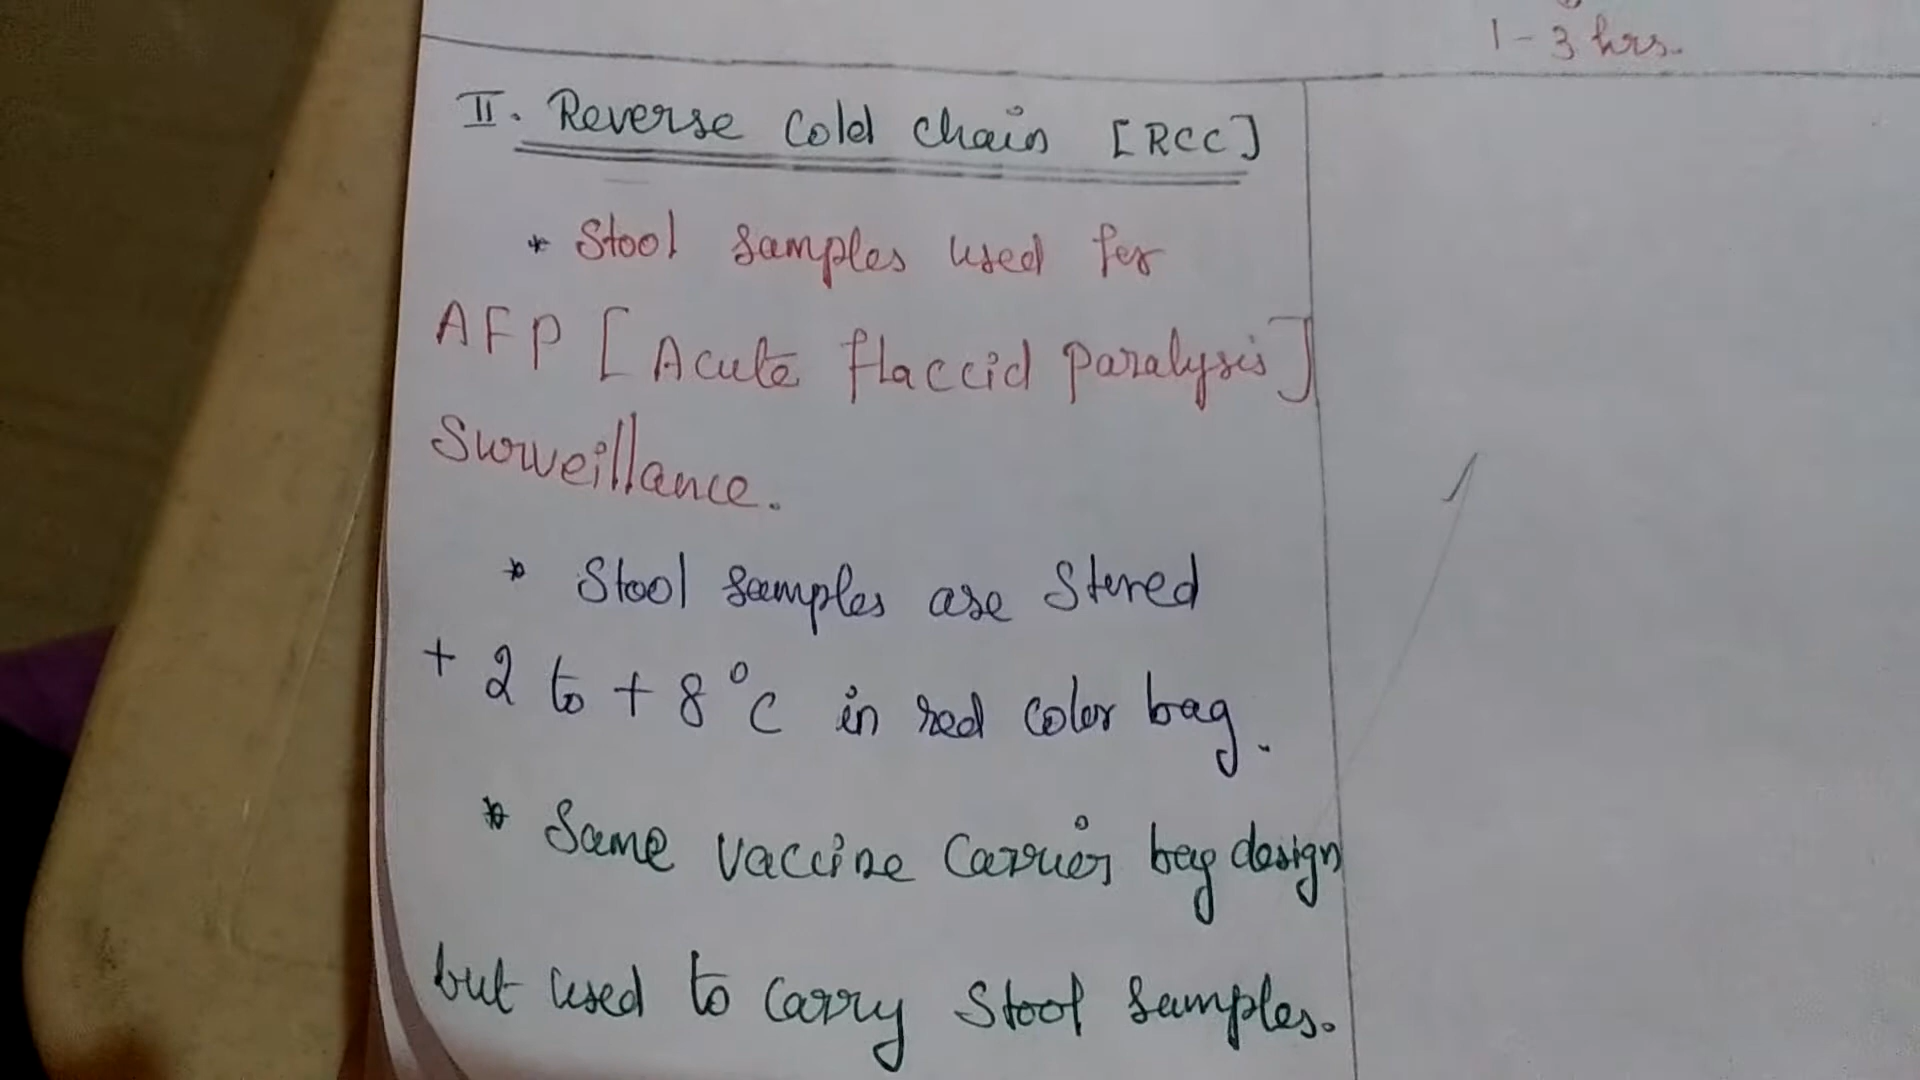 1-3 hrs.
II. Reverse Cold Chain [RCC]
* Stool Samples used for
AFP [Acute flaccid Paralysis]
Surveillance.
* Stool samples are Stored
+2 to +8°C in red color bag.
* Same vaccine Carrier bag design
but used to carry Stool Samples.